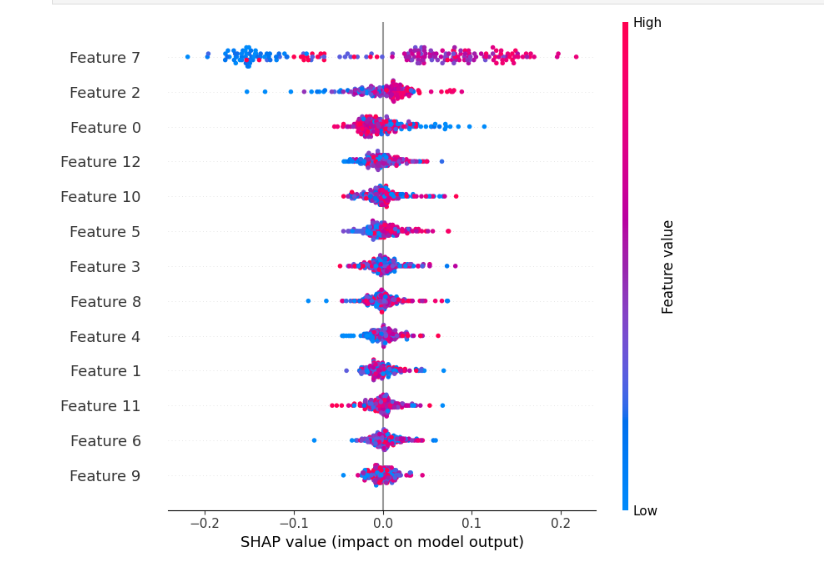 High
Feature 7
Feature 2
Feature 0
Feature 12
Feature 10
Feature 5
Feature 3
Feature 8
Feature 4
Feature 1
Feature 11
Feature 6
Feature 9
Feature value
Low
−0.2 −0.1 0.0 0.1 0.2
SHAP value (impact on model output)